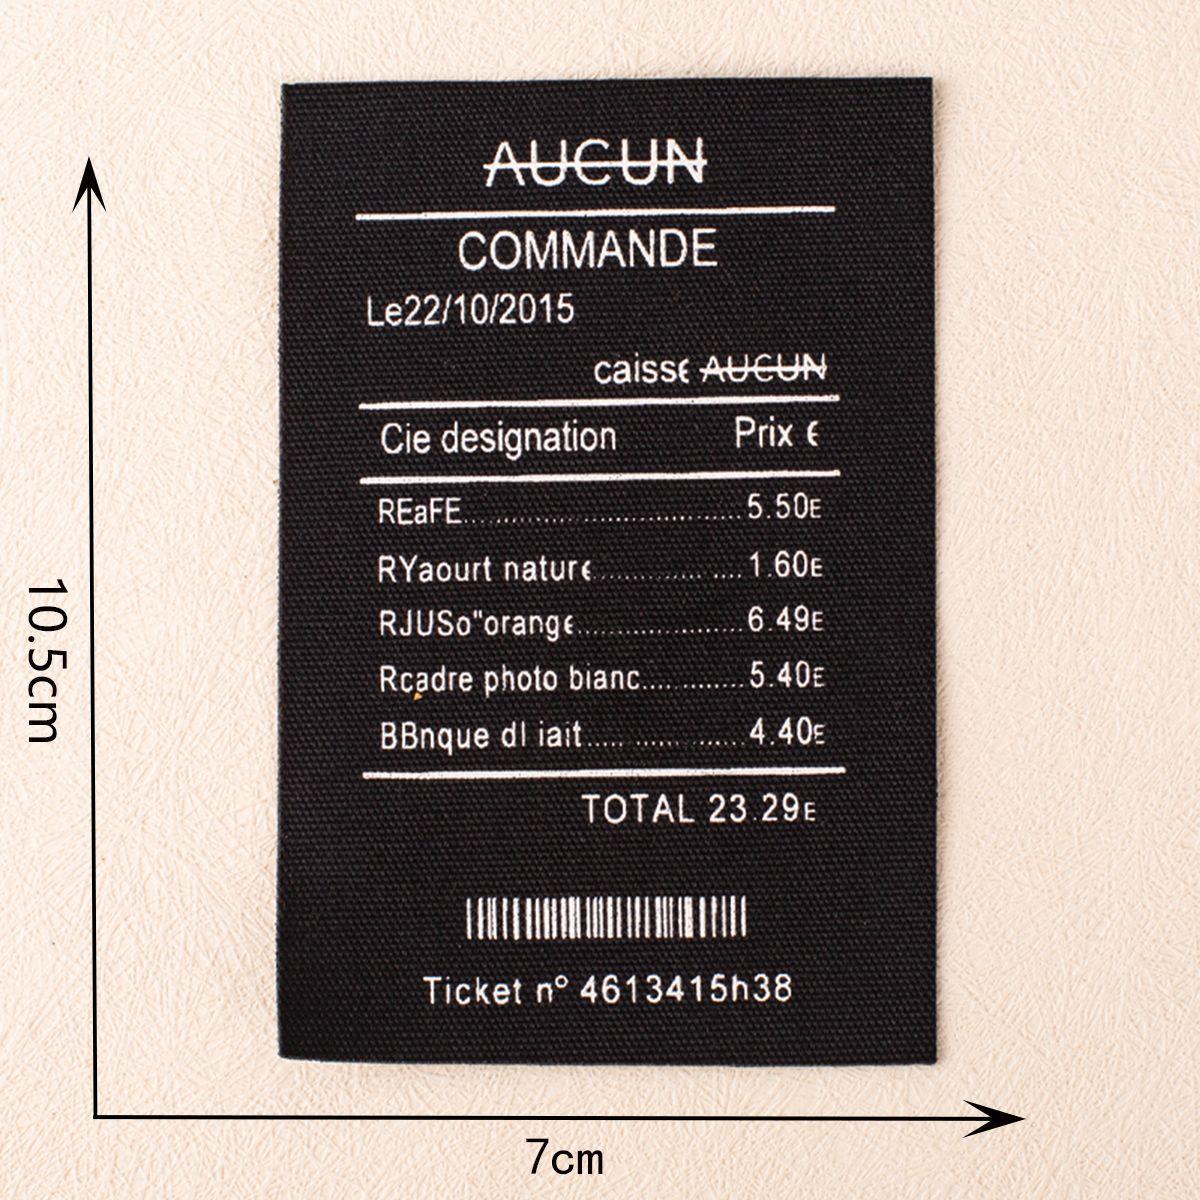 AUCUN
COMMANDE
Le22/10/2015
caisse AUCUN
Cie designation Prix €
REaFE....................................5.50E
RYaourt nature.................... 1.60E
RJUSo"orange......................6.49E
Rcadre photo bianc..............5.40E
BBnque dl iait..... ................4.40E
TOTAL 23.29E
Ticket n° 4613415h38
10.5cm
7cm